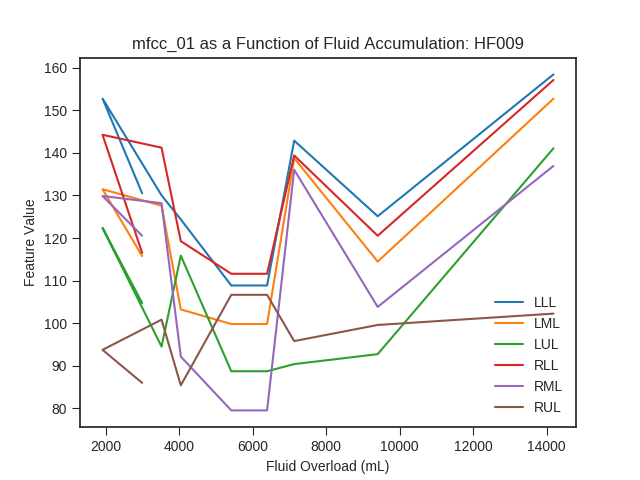 mfcc_01 as a Function of Fluid Accumulation: HF009
160
150
140
130
120
110
100
90
80
Feature Value
2000 4000 6000 8000 10000 12000 14000
Fluid Overload (mL)
LLL
LML
LUL
RLL
RML
RUL